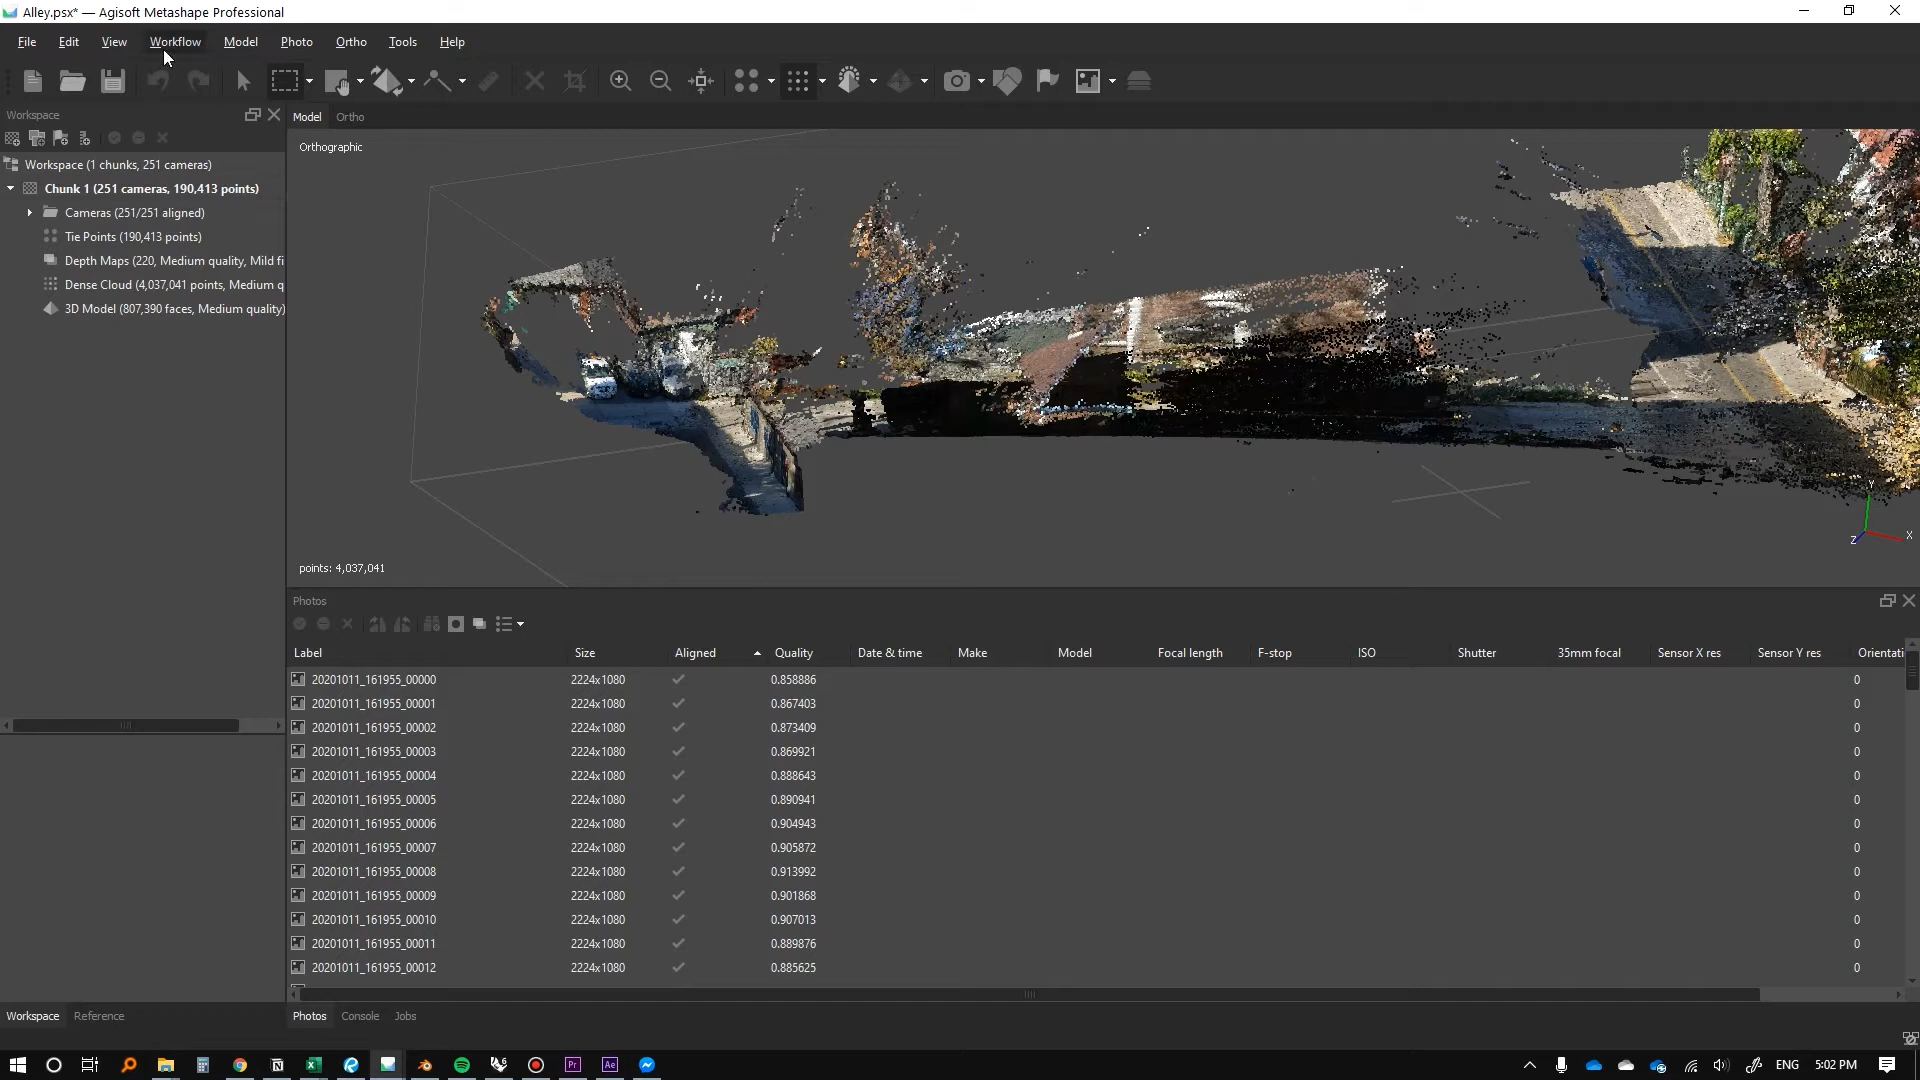 Alley.psx* — Agisoft Metashape Professional
File Edit View Workflow Model Photo Ortho Tools Help
Workspace
Model Ortho
Orthographic
Workspace (1 chunks, 251 cameras)
Chunk 1 (251 cameras, 190,413 points)
Cameras (251/251 aligned)
Tie Points (190,413 points)
Depth Maps (220, Medium quality, Mild fi
Dense Cloud (4,037,041 points, Medium q
3D Model (807,390 faces, Medium quality)
Y
X
Z
points: 4,037,041
Photos
Label Size Aligned Quality Date & time Make Model Focal length F-stop ISO Shutter 35mm focal Sensor X res Sensor Y res Orientati
20201011_161955_00000 2224x1080 0.858886 0
20201011_161955_00001 2224x1080 0.867403 0
20201011_161955_00002 2224x1080 0.873409 0
20201011_161955_00003 2224x1080 0.869921 0
20201011_161955_00004 2224x1080 0.888643 0
20201011_161955_00005 2224x1080 0.890941 0
20201011_161955_00006 2224x1080 0.904943 0
20201011_161955_00007 2224x1080 0.905872 0
20201011_161955_00008 2224x1080 0.913992 0
20201011_161955_00009 2224x1080 0.901868 0
20201011_161955_00010 2224x1080 0.907013 0
20201011_161955_00011 2224x1080 0.889876 0
20201011_161955_00012 2224x1080 0.885625 0
Workspace Reference Photos Console Jobs
Pr Ae ENG 5:02 PM